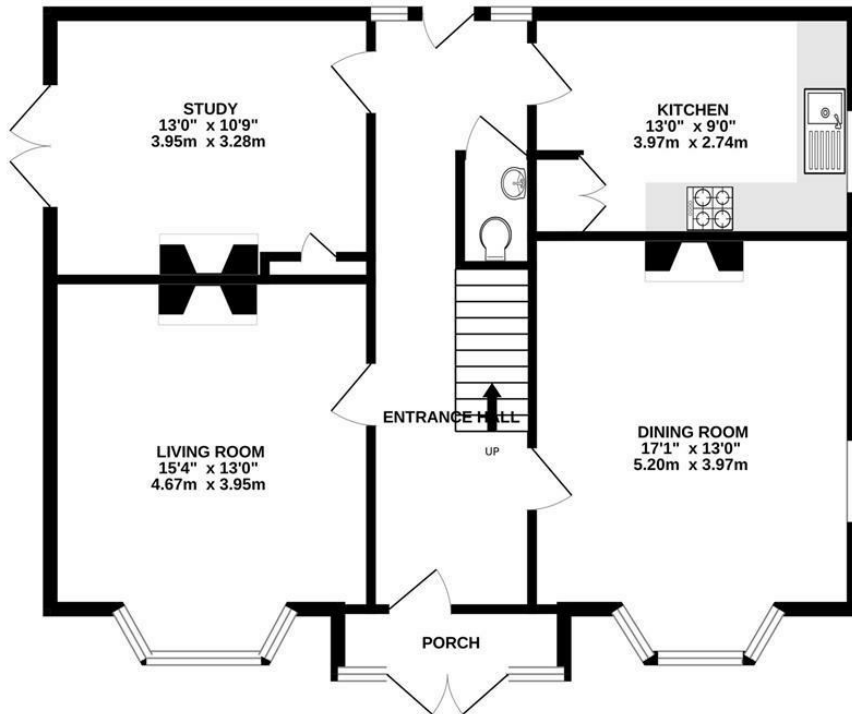 STUDY
13'0" x 10'9"
3.95m x 3.28m
KITCHEN
13'0" x 9'0"
3.97m x 2.74m
ENTRANCE HALL
UP
LIVING ROOM
15'4" x 13'0"
4.67m x 3.95m
DINING ROOM
17'1" x 13'0"
5.20m x 3.97m
PORCH